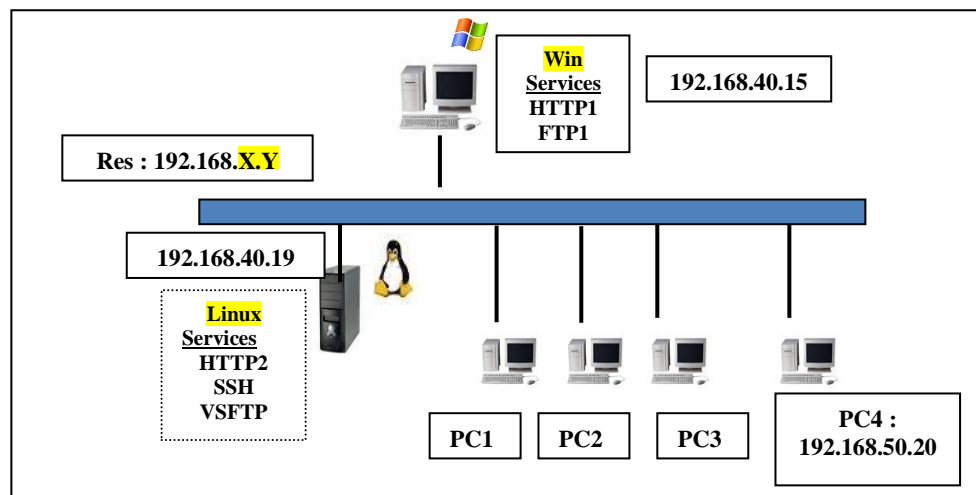 Win
Services
HTTP1
FTP1
192.168.40.15
Res : 192.168.X.Y
192.168.40.19
Linux
Services
HTTP2
SSH
VSFTP
PC1
PC2
PC3
PC4 :
192.168.50.20